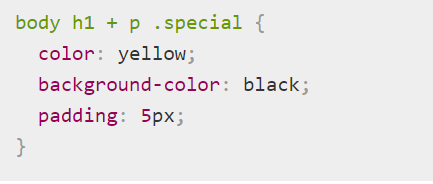 body h1 + p .special {
  color: yellow;
  background-color: black;
  padding: 5px;
}